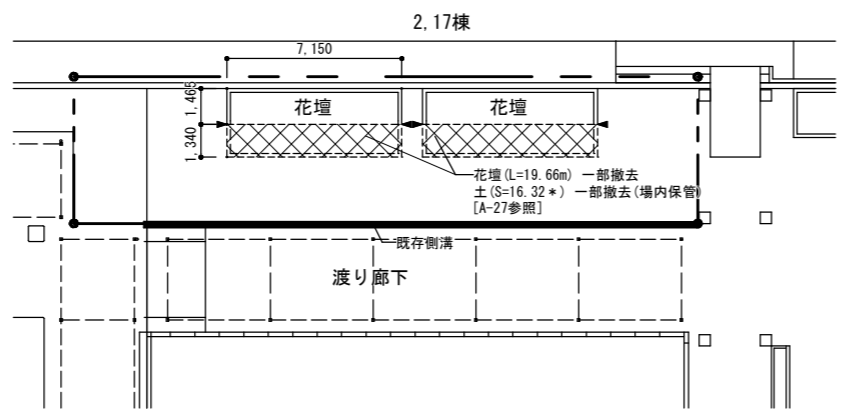 2,17棟
7,150
1,465
1,340
花壇
花壇
花壇(L=19.66m) 一部撤去
土(S=16.32*) 一部撤去(場内保管)
[A-27参照]
既存側溝
渡り廊下